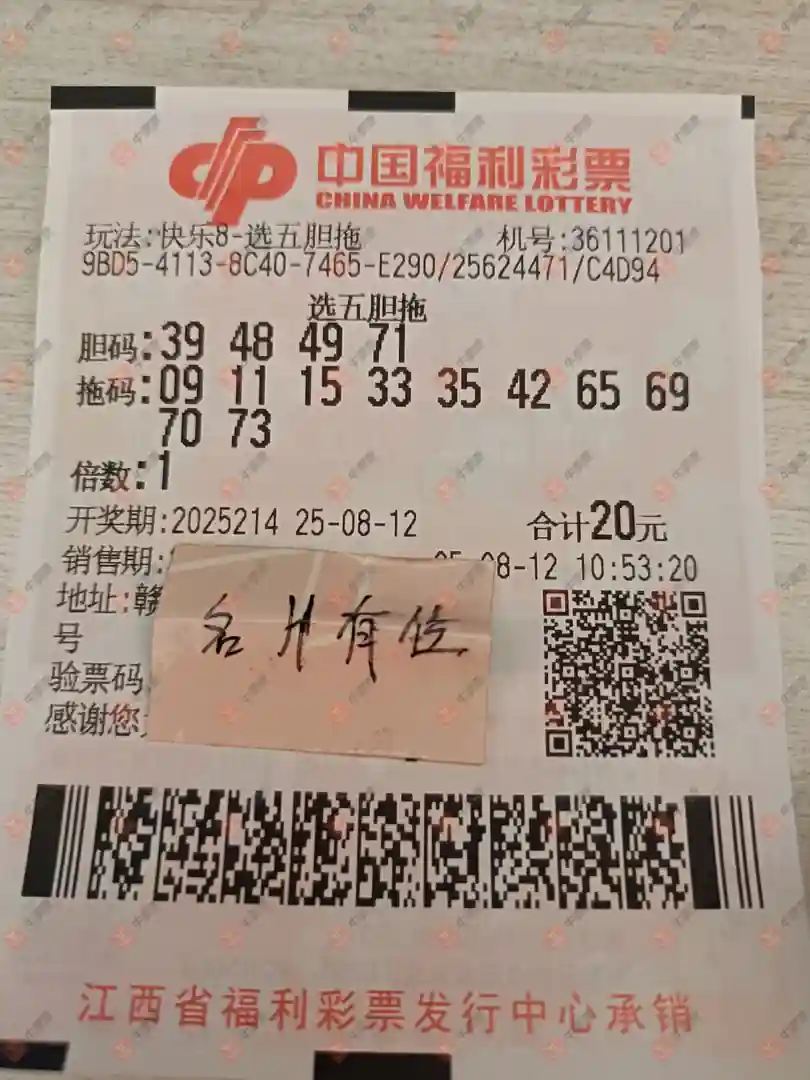 中国福利彩票
CHINA WELFARE LOTTERY
玩法:快乐8-选五胆拖 机号:36111201
9BD5-4113-8C40-7465-E290/25624471/C4D94
选五胆拖
胆码:39 48 49 71
拖码:09 11 15 33 35 42 65 69
70 73
倍数:1
开奖期:2025214 25-08-12 合计20元
销售期: 08-12 10:53:20
地址:赣
号
名片有位
验票码
感谢您
江西省福利彩票发行中心承销